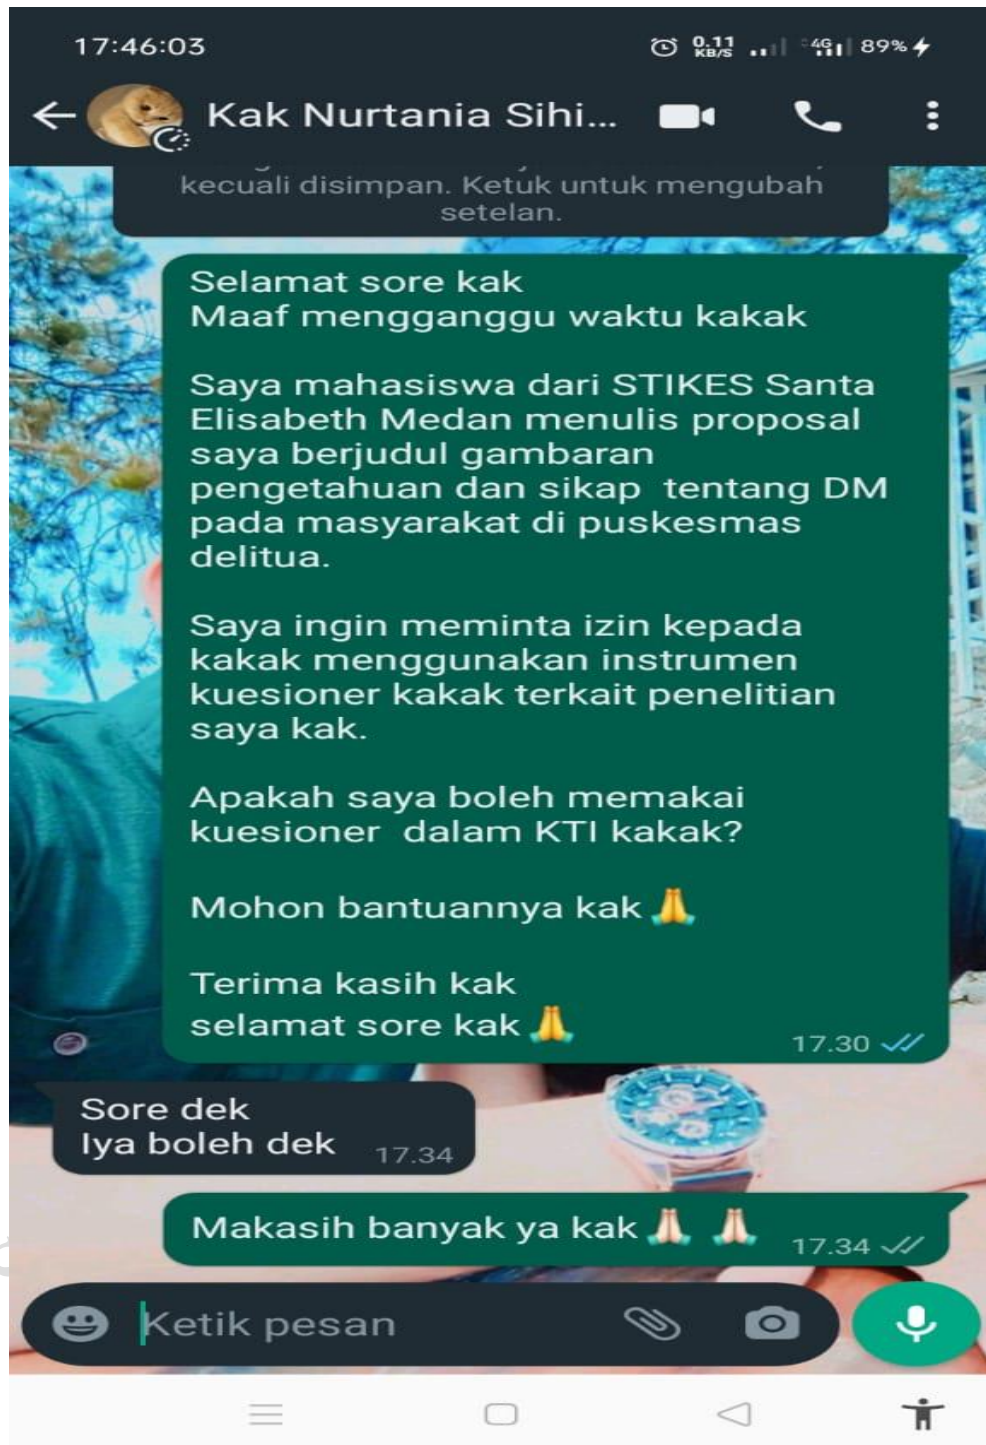 17:46:03
0.11 KB/S 4G 89%
Kak Nurtania Sihi...
kecuali disimpan. Ketuk untuk mengubah
setelan.
Selamat sore kak
Maaf mengganggu waktu kakak
Saya mahasiswa dari STIKES Santa
Elisabeth Medan menulis proposal
saya berjudul gambaran
pengetahuan dan sikap tentang DM
pada masyarakat di puskesmas
delitua.
Saya ingin meminta izin kepada
kakak menggunakan instrumen
kuesioner kakak terkait penelitian
saya kak.
Apakah saya boleh memakai
kuesioner dalam KTI kakak?
Mohon bantuannya kak 🙏
Terima kasih kak
selamat sore kak 🙏
17.30
Sore dek
Iya boleh dek 17.34
Makasih banyak ya kak 🙏🏻 🙏🏻 17.34
Ketik pesan